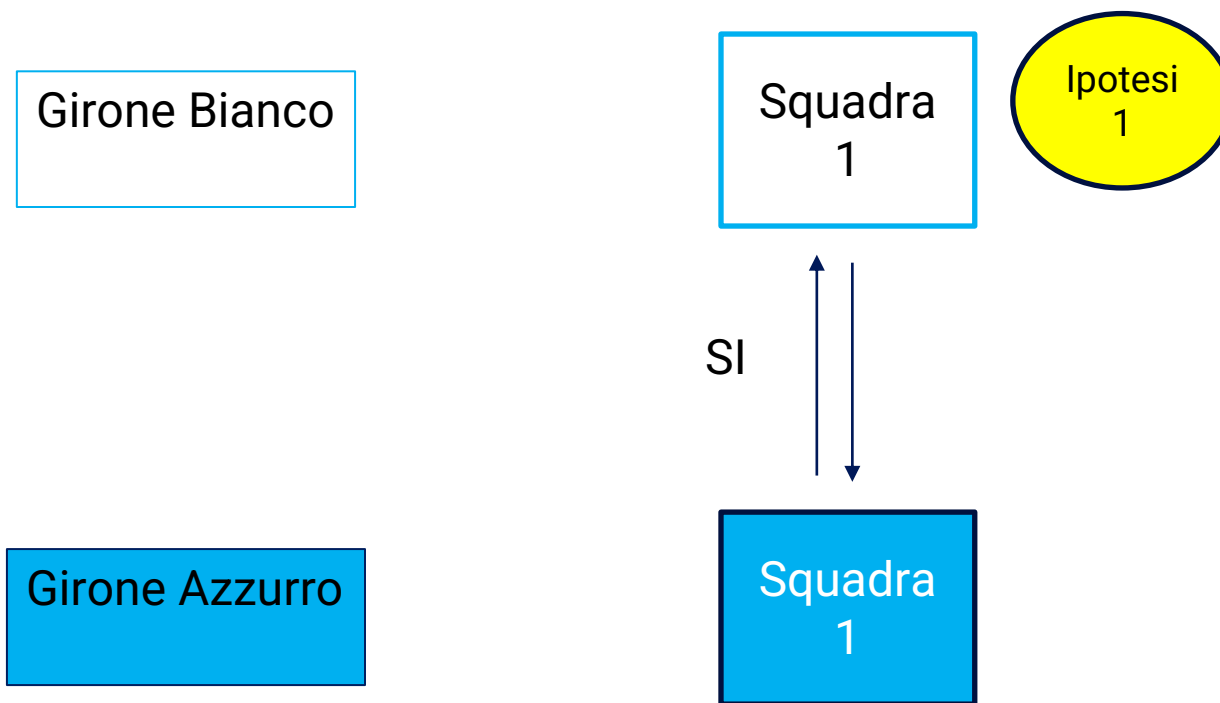 Girone Bianco
Squadra
1
Ipotesi
1
SI
Girone Azzurro
Squadra
1